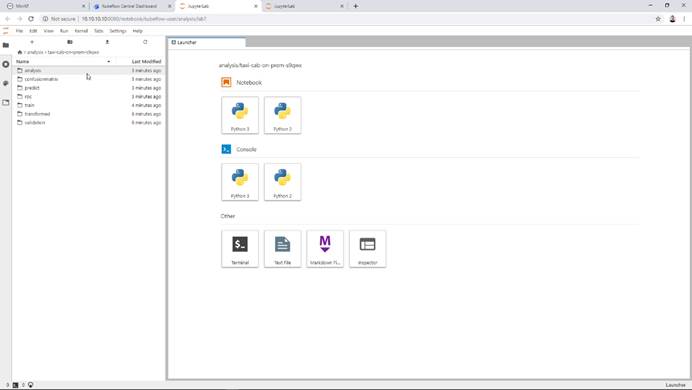 MinIO
Kubeflow Central Dashboard
JupyterLab
JupyterLab
Not secure
10.10.10.10:8080/notebook/kubeflow-user/analysis/lab?
File Edit View Run Kernel Tabs Settings Help
analysis > taxi-cab-on-prem-slkpex
Name Last Modified
analysis 3 minutes ago
confusionmatrix 3 minutes ago
predict 3 minutes ago
roc 3 minutes ago
train 4 minutes ago
transformed 6 minutes ago
validation 6 minutes ago
Launcher
analysis/taxi-cab-on-prem-slkpex
Notebook
Python 3 Python 2
Console
Python 3 Python 2
Other
$_
M
Terminal Text File Markdown Fi... Inspector
3 0
Launcher